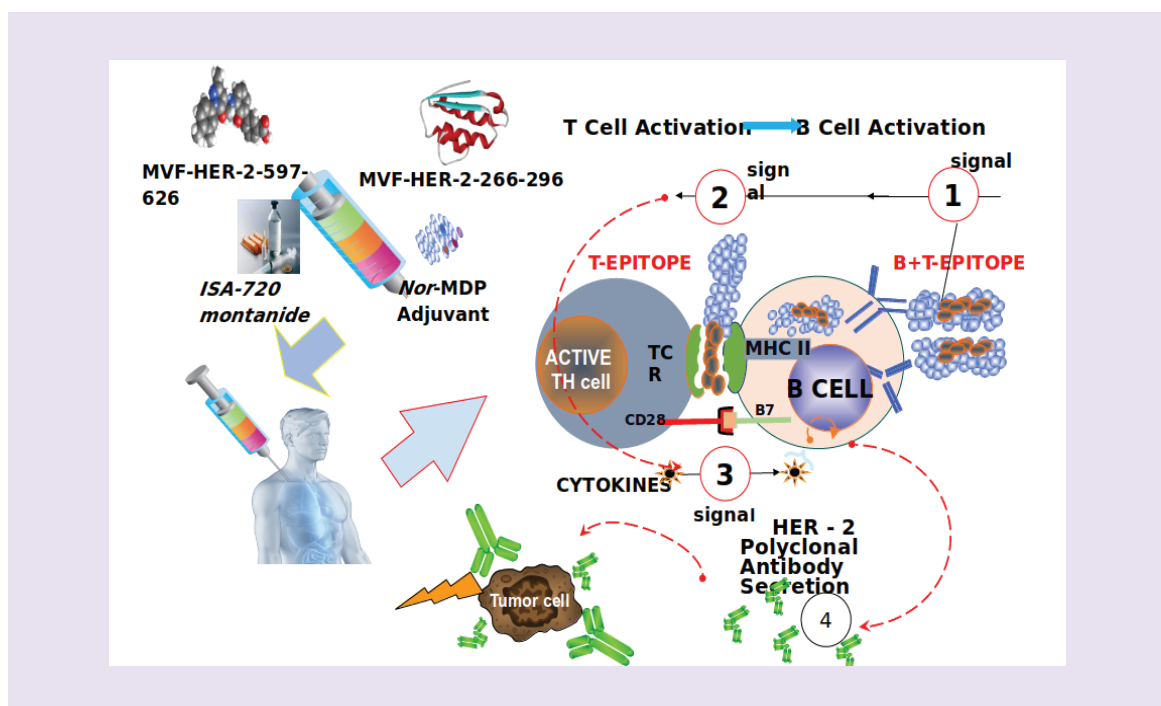 MVF-HER-2-597-
626
MVF-HER-2-266-296
ISA-720
montanide
Nor-MDP
Adjuvant
T Cell Activation
B Cell Activation
signal
1
sign
al
2
T-EPITOPE
B+T-EPITOPE
ACTIVE
TH cell
TC
R
MHC II
B CELL
CD28
B7
CYTOKINES
3
signal
HER - 2
Polyclonal
Antibody
Secretion
4
Tumor cell